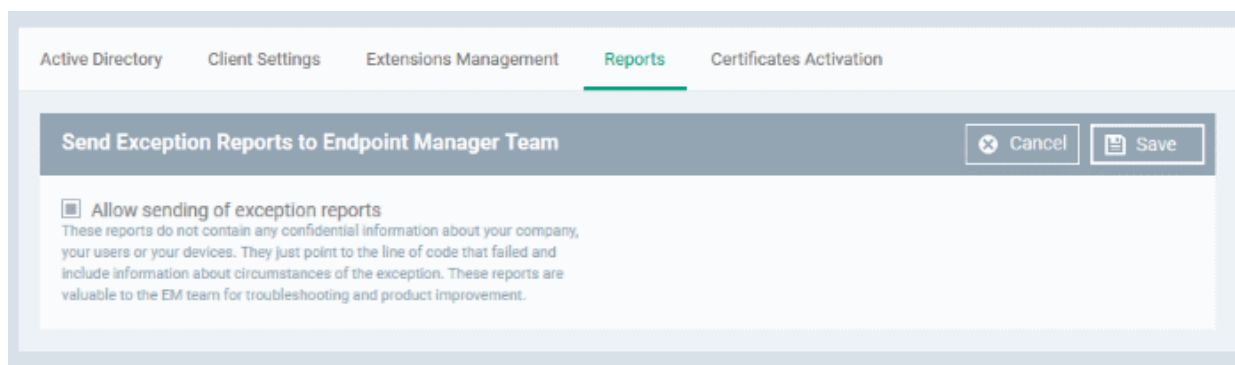 Active Directory Client Settings Extensions Management Reports Certificates Activation
Send Exception Reports to Endpoint Manager Team Cancel Save
Allow sending of exception reports
These reports do not contain any confidential information about your company,
your users or your devices. They just point to the line of code that failed and
include information about circumstances of the exception. These reports are
valuable to the EM team for troubleshooting and product improvement.